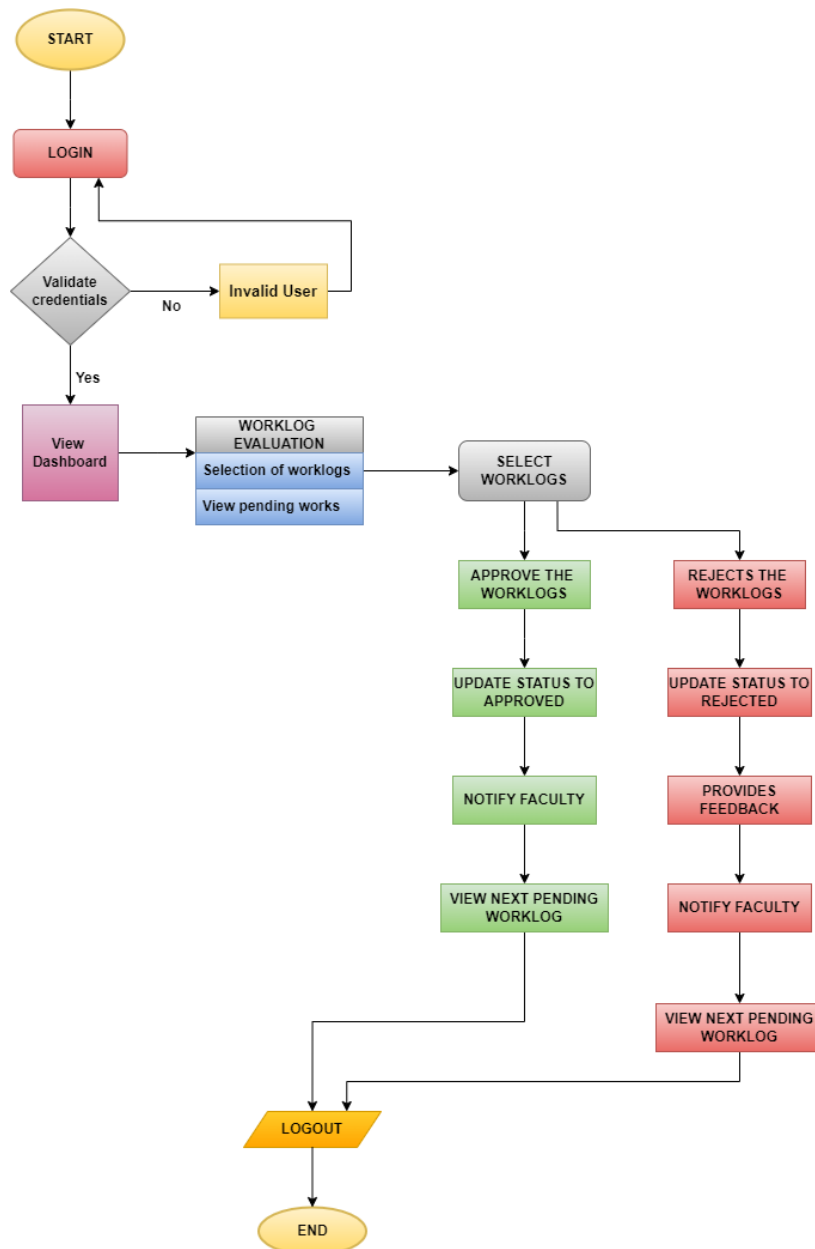 START
LOGIN
Validate
credentials
No
Invalid User
Yes
View
Dashboard
WORKLOG
EVALUATION
Selection of worklogs
View pending works
SELECT
WORKLOGS
APPROVE THE
WORKLOGS
UPDATE STATUS TO
APPROVED
NOTIFY FACULTY
VIEW NEXT PENDING
WORKLOG
REJECTS THE
WORKLOGS
UPDATE STATUS TO
REJECTED
PROVIDES
FEEDBACK
NOTIFY FACULTY
VIEW NEXT PENDING
WORKLOG
LOGOUT
END